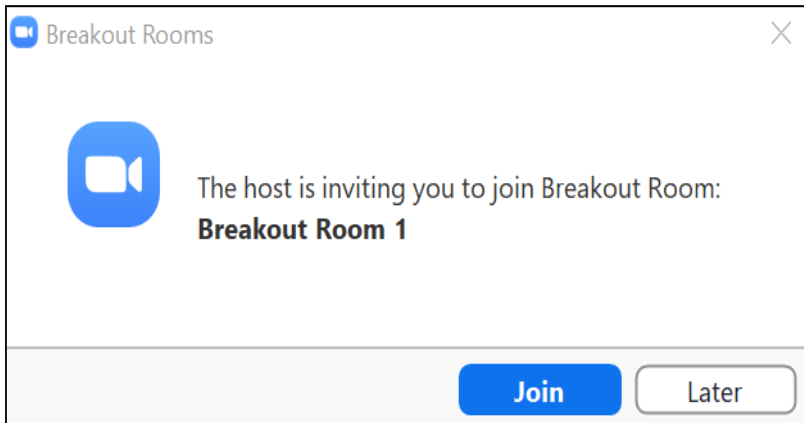 Breakout Rooms
The host is inviting you to join Breakout Room:
Breakout Room 1
Join
Later